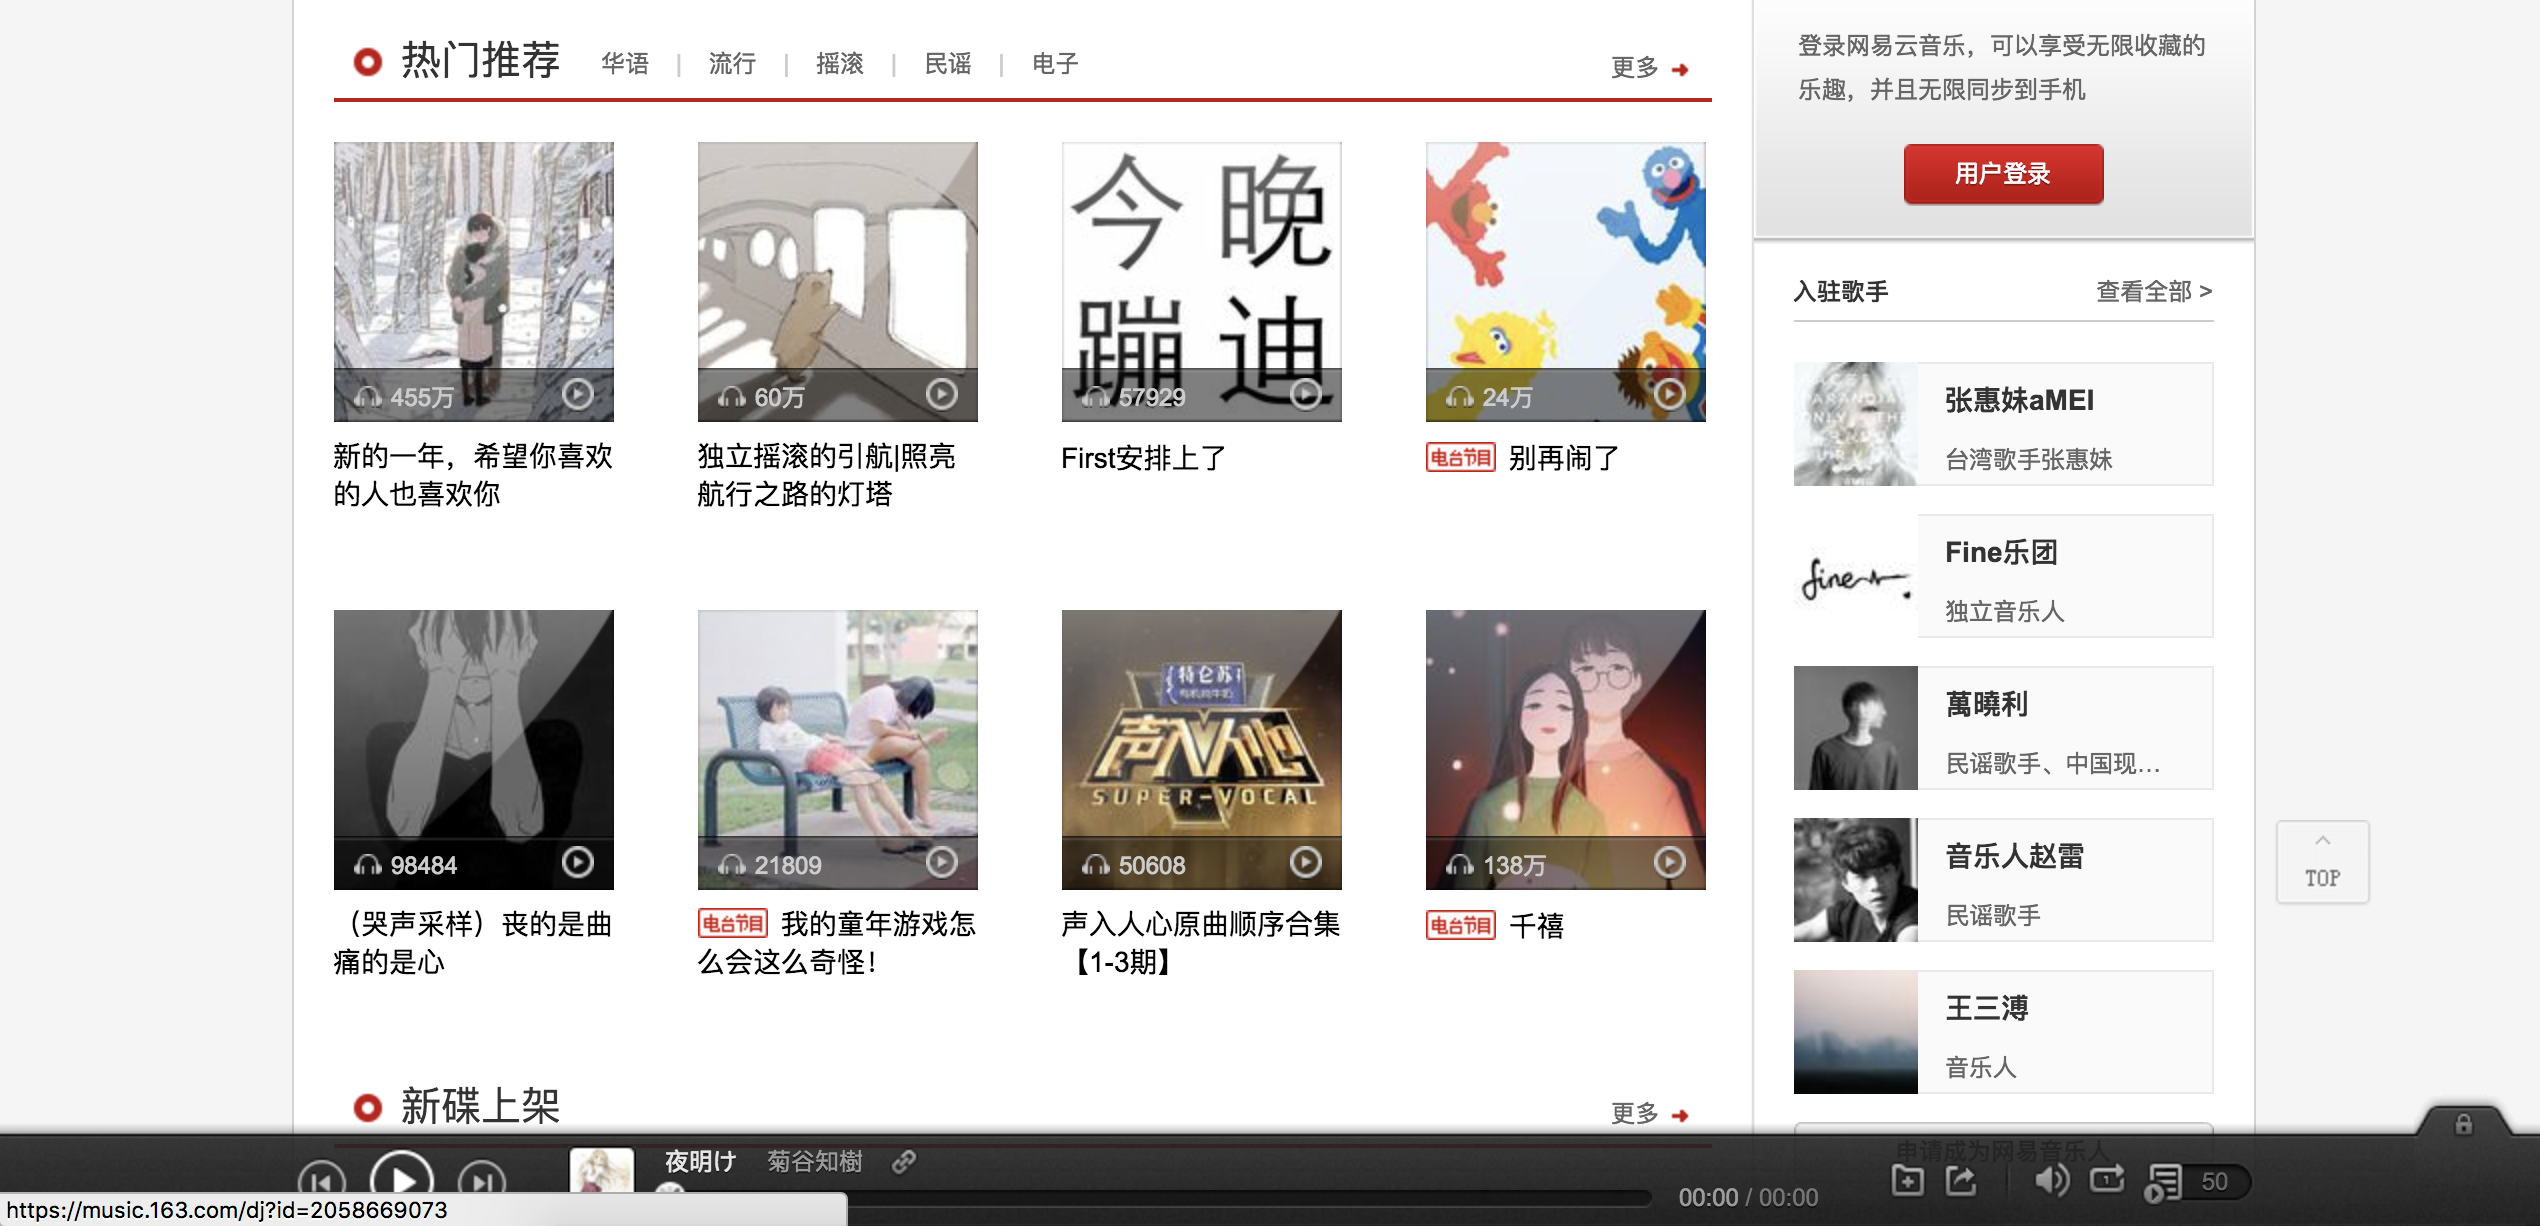 热门推荐 华语 | 流行 | 摇滚 | 民谣 | 电子 更多
今晚
蹦迪
455万
60万
57929
24万
新的一年，希望你喜欢
的人也喜欢你
独立摇滚的引航|照亮
航行之路的灯塔
First安排上了
电台节目 别再闹了
特仑苏
声入人心
SUPER-VOCAL
98484
21809
50608
138万
（哭声采样）丧的是曲
痛的是心
电台节目 我的童年游戏怎
么会这么奇怪！
声入人心原曲顺序合集
【1-3期】
电台节目 千禧
新碟上架 更多
登录网易云音乐，可以享受无限收藏的
乐趣，并且无限同步到手机
用户登录
入驻歌手 查看全部 >
张惠妹aMEI
台湾歌手张惠妹
fine
Fine乐团
独立音乐人
萬曉利
民谣歌手、中国现...
音乐人赵雷
民谣歌手
王三溥
音乐人
申请成为网易音乐人
TOP
夜明け 菊谷知樹
00:00 / 00:00
1
50
https://music.163.com/dj?id=2058669073